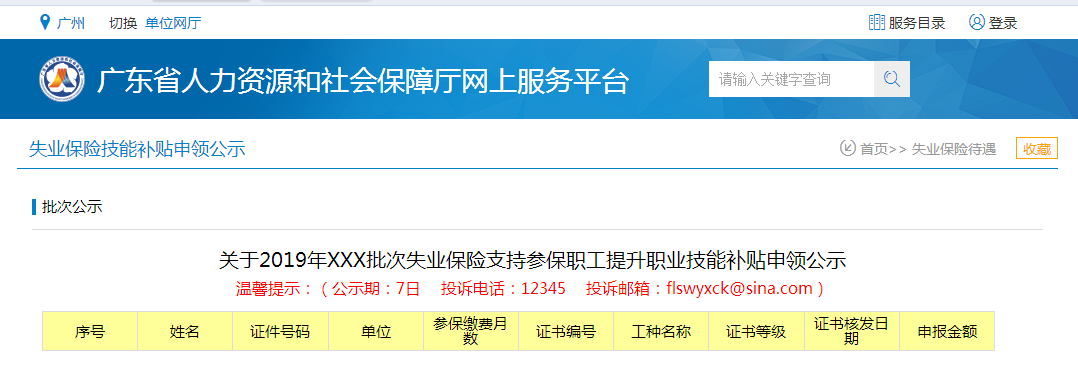 广州 切换 单位网厅 服务目录 登录
广东省人力资源和社会保障厅网上服务平台 请输入关键字查询
失业保险技能补贴申领公示 首页>> 失业保险待遇 收藏
批次公示
关于2019年XXX批次失业保险支持参保职工提升职业技能补贴申领公示
温馨提示：（公示期：7日 投诉电话：12345 投诉邮箱：flswyxck@sina.com）
序号 姓名 证件号码 单位 参保缴费月数 证书编号 工种名称 证书等级 证书核发日期 申报金额